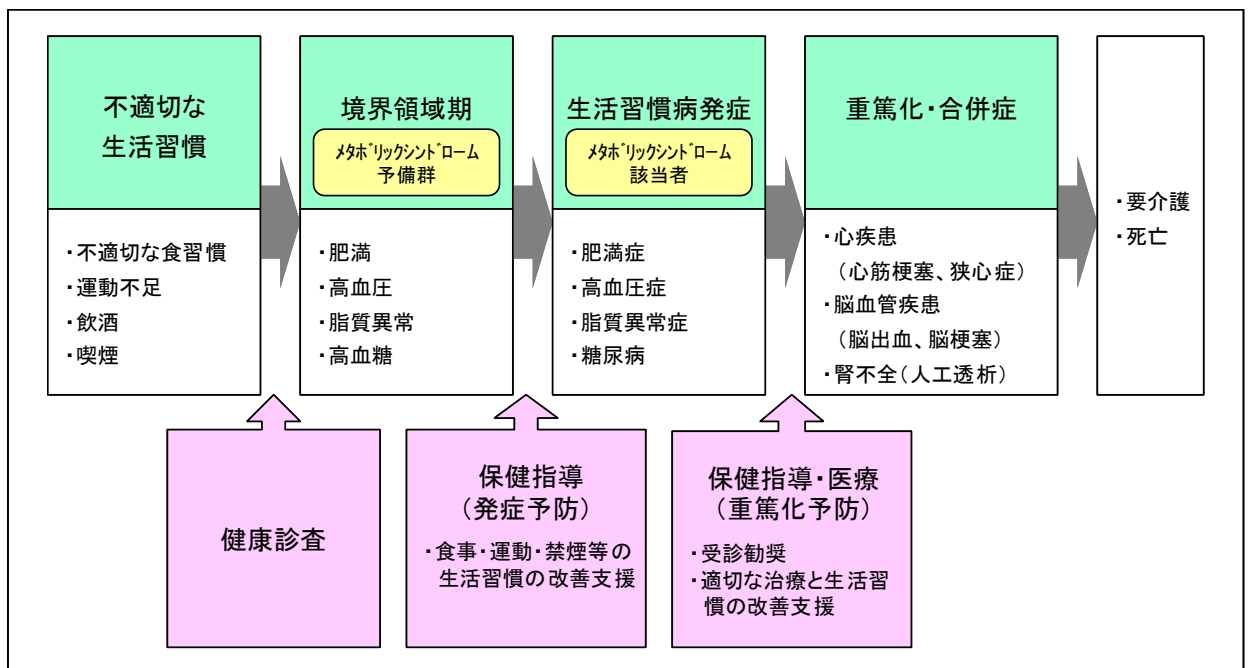 不適切な
生活習慣
・不適切な食習慣
・運動不足
・飲酒
・喫煙
境界領域期
ﾒﾀﾎﾞﾘｯｸｼﾝﾄﾞﾛｰﾑ
予備群
・肥満
・高血圧
・脂質異常
・高血糖
生活習慣病発症
ﾒﾀﾎﾞﾘｯｸｼﾝﾄﾞﾛｰﾑ
該当者
・肥満症
・高血圧症
・脂質異常症
・糖尿病
重篤化・合併症
・心疾患
（心筋梗塞、狭心症）
・脳血管疾患
（脳出血、脳梗塞）
・腎不全（人工透析）
・要介護
・死亡
健康診査
保健指導
（発症予防）
・食事・運動・禁煙等の
生活習慣の改善支援
保健指導・医療
（重篤化予防）
・受診勧奨
・適切な治療と生活習
慣の改善支援